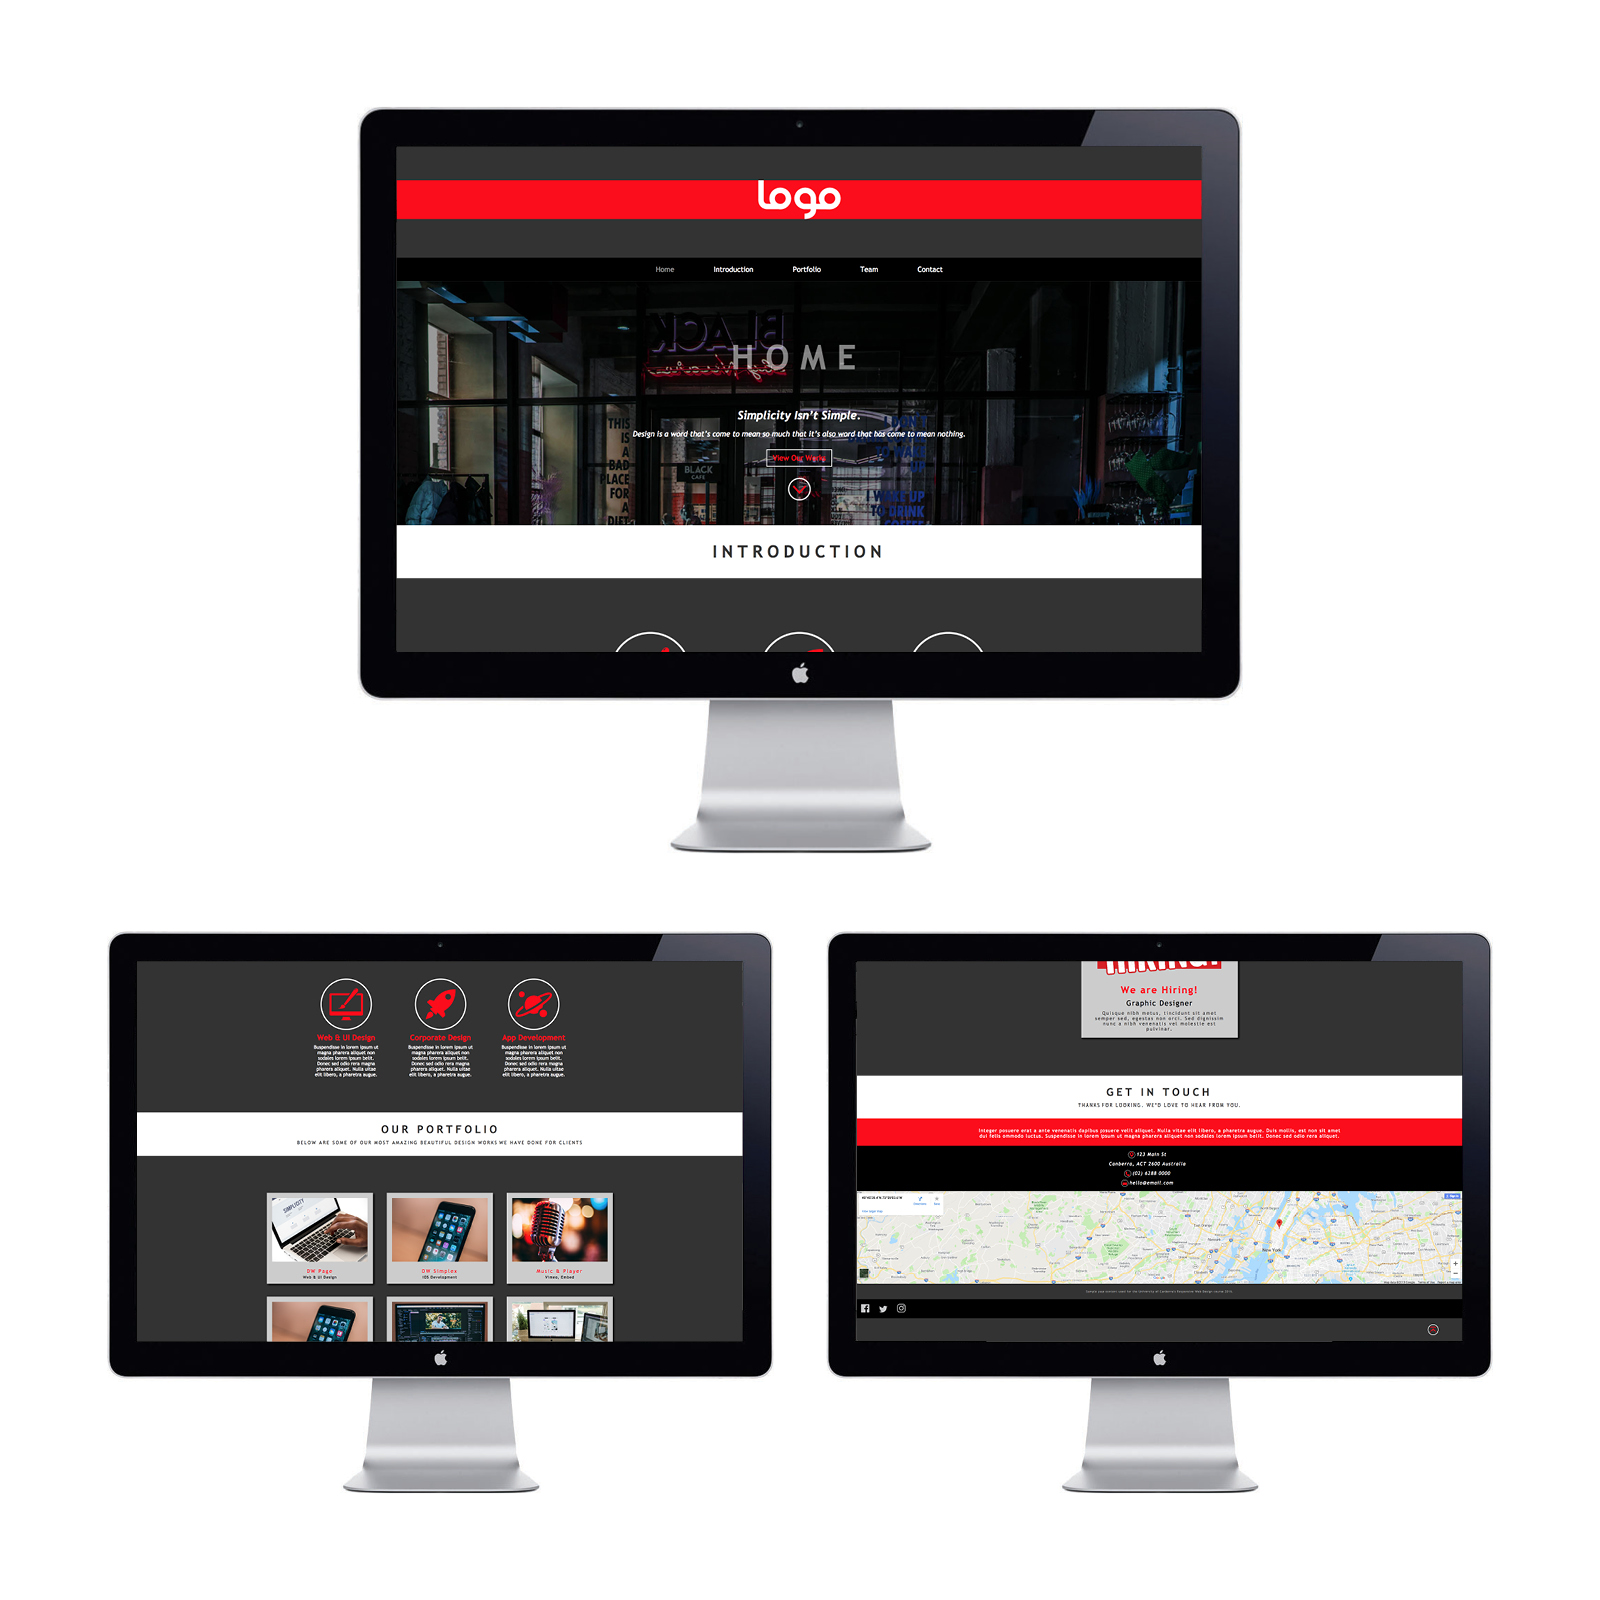 logo
Home Introduction Portfolio Team Contact
BLACK
HOME
Simplicity Isn't Simple.
Design is a word that's come to mean so much that it's also word that has come to mean nothing.
View Our World
THIS
IS
A
BAD
PLACE
FOR
A
DIET
BLACK
CAFE
I WOKE UP
TO DRINK
COFFEE
INTRODUCTION
Web & UI Design
Suspendisse in lorem ipsum ut
magna pharera aliquet non
sodales lorem ipsum belit.
Donec sed odio rera magna
pharera aliquet. Nulla vitae
elit libero, a pharetra augue.
Corporate Design
Suspendisse in lorem ipsum ut
magna pharera aliquet non
sodales lorem ipsum belit.
Donec sed odio rera magna
pharera aliquet. Nulla vitae
elit libero, a pharetra augue.
App Development
Suspendisse in lorem ipsum ut
magna pharera aliquet non
sodales lorem ipsum belit.
Donec sed odio rera magna
pharera aliquet. Nulla vitae
elit libero, a pharetra augue.
OUR PORTFOLIO
BELOW ARE SOME OF OUR MOST AMAZING BEAUTIFUL DESIGN WORKS WE HAVE DONE FOR CLIENTS
SIMPLICITY
DW Page
Web & UI Design
DW Simplex
IOS Development
Music & Player
Vimeo, Embed
HIRING!
We are Hiring!
Graphic Designer
Quisque nibh metus, tincidunt sit amet
semper sed, egestas non orci. Sed dignissim
nunc a nibh venenatis vel molestie est
pulvinar.
GET IN TOUCH
THANKS FOR LOOKING. WE'D LOVE TO HEAR FROM YOU.
Integer posuere erat a ante venenatis dapibus posuere velit aliquet. Nulla vitae elit libero, a pharetra augue. Duis mollis, est non sit amet
dui felis ommodo luctus. Suspendisse in lorem ipsum ut magna pharera aliquet non sodales lorem ipsum belit. Donec sed odio rera aliquet.
123 Main St
Canberra, ACT 2600 Australia
(02) 6288 0000
hello@email.com
New York